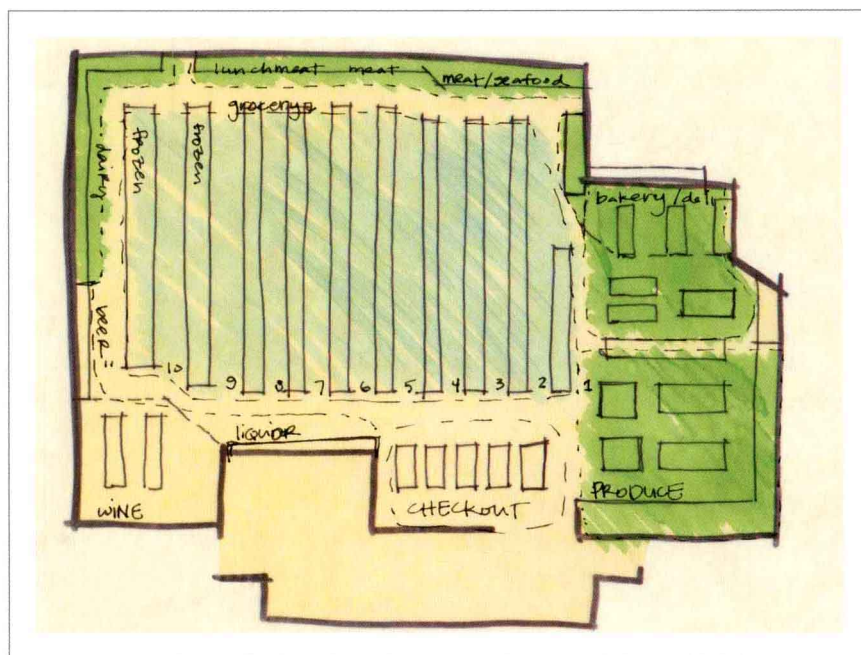 lunchmeat meat
meat/seafood
grocery
frozen
frozen
dairy
bakery/deli
beer
10 9 8 7 6 5 4 3 2 1
liquor
WINE
CHECKOUT
PRODUCE